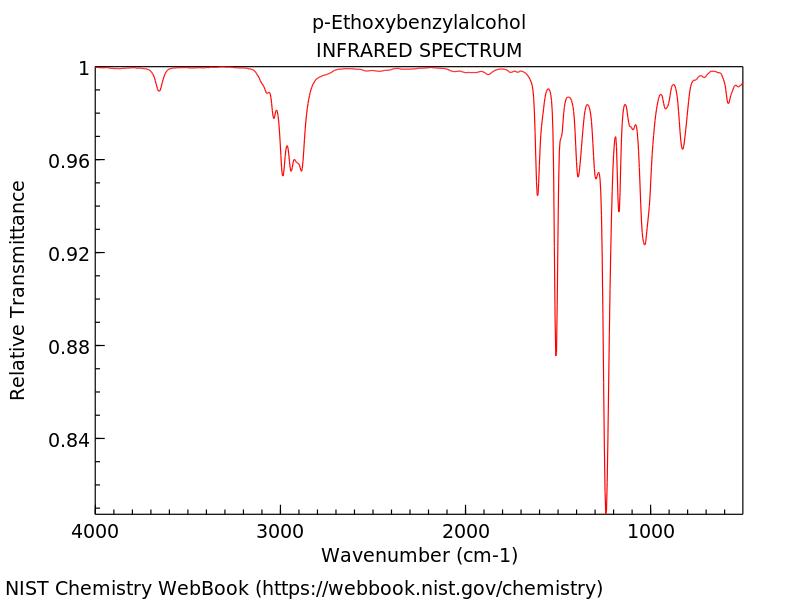 p-Ethoxybenzylalcohol
INFRARED SPECTRUM
1
0.96
0.92
0.88
0.84
Relative Transmittance
4000 3000 2000 1000
Wavenumber (cm-1)
NIST Chemistry WebBook (https://webbook.nist.gov/chemistry)